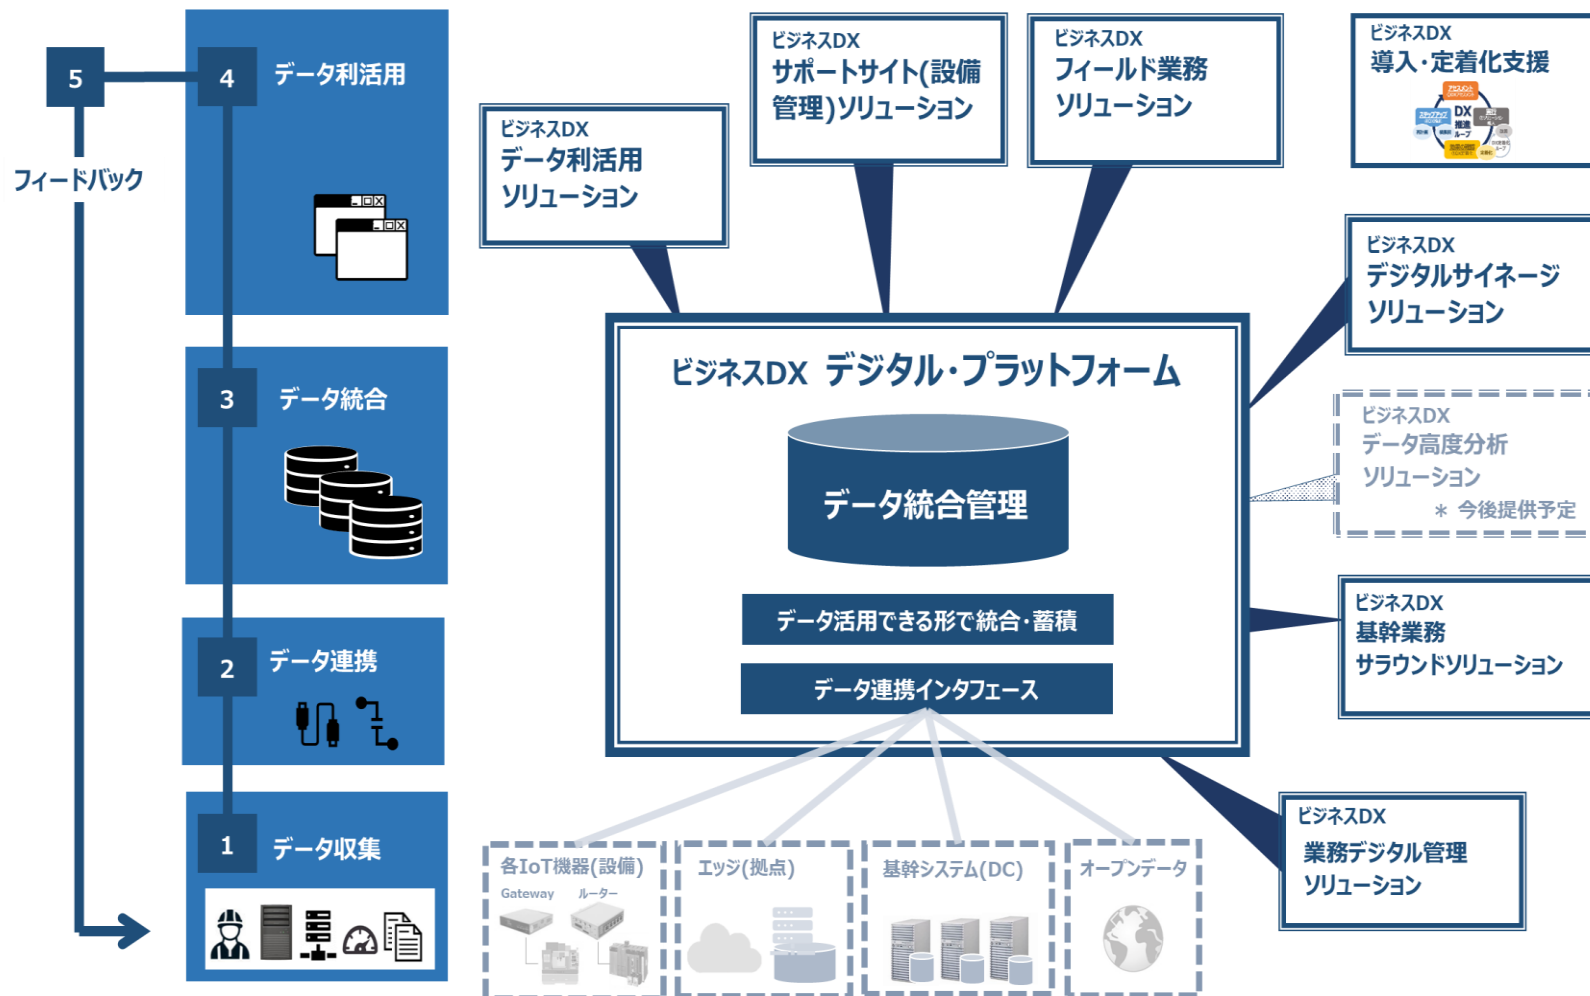 5
フィードバック
4
データ利活用
3
データ統合
2
データ連携
1
データ収集
ビジネスDX
データ利活用
ソリューション
ビジネスDX
サポートサイト(設備
管理)ソリューション
ビジネスDX
フィールド業務
ソリューション
ビジネスDX
導入・定着化支援
アセスメント
ステップアップ
DX
推進
ループ
ビジネスDX
デジタルサイネージ
ソリューション
ビジネスDX
データ高度分析
ソリューション
* 今後提供予定
ビジネスDX
基幹業務
サラウンドソリューション
ビジネスDX
業務デジタル管理
ソリューション
ビジネスDX デジタル・プラットフォーム
データ統合管理
データ活用できる形で統合・蓄積
データ連携インタフェース
各IoT機器(設備)
Gateway ルーター
エッジ(拠点)
基幹システム(DC)
オープンデータ